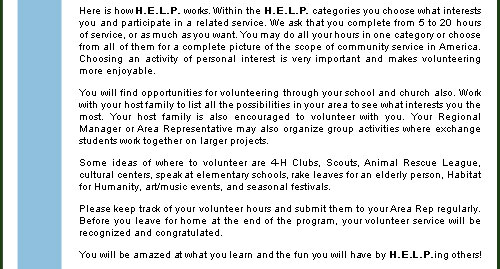 Here is how H.E.L.P. works. Within the H.E.L.P. categories you choose what interests
you and participate in a related service. We ask that you complete from 5 to 20 hours
of service, or as much as you want. You may do all your hours in one category or choose
from all of them for a complete picture of the scope of community service in America.
Choosing an activity of personal interest is very important and makes volunteering
more enjoyable.
You will find opportunities for volunteering through your school and church also. Work
with your host family to list all the possibilities in your area to see what interests you the
most. Your host family is also encouraged to volunteer with you. Your Regional
Manager or Area Representative may also organize group activities where exchange
students work together on larger projects.
Some ideas of where to volunteer are 4-H Clubs, Scouts, Animal Rescue League,
cultural centers, speak at elementary schools, rake leaves for an elderly person, Habitat
for Humanity, art/music events, and seasonal festivals.
Please keep track of your volunteer hours and submit them to your Area Rep regularly.
Before you leave for home at the end of the program, your volunteer service will be
recognized and congratulated.
You will be amazed at what you learn and the fun you will have by H.E.L.P.ing others!